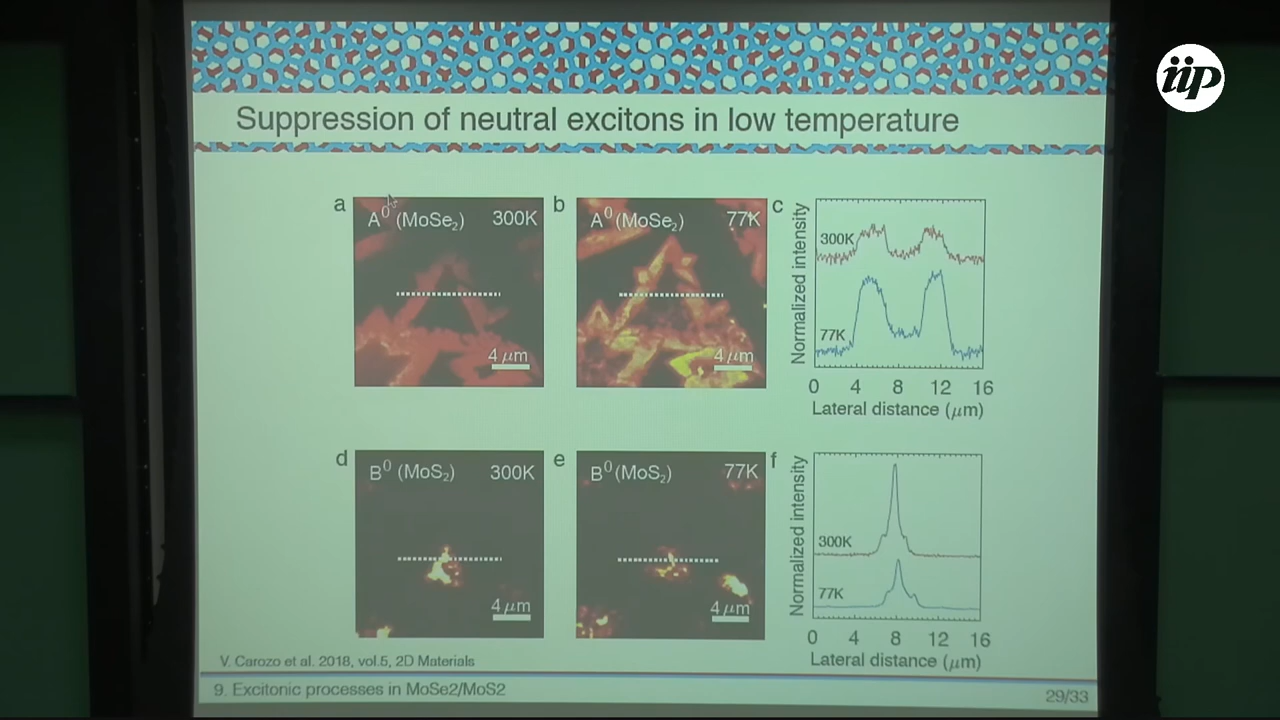 iip
Suppression of neutral excitons in low temperature
a
A⁰ (MoSe₂) 300K
4 μm
b
A⁰ (MoSe₂) 77K
4 μm
c
Normalized intensity
300K
77K
0 4 8 12 16
Lateral distance (μm)
d
B⁰ (MoS₂) 300K
4 μm
e
B⁰ (MoS₂) 77K
4 μm
f
Normalized intensity
300K
77K
0 4 8 12 16
Lateral distance (μm)
V. Carozo et al. 2018, vol.5, 2D Materials
9. Excitonic processes in MoSe2/MoS2
29/33